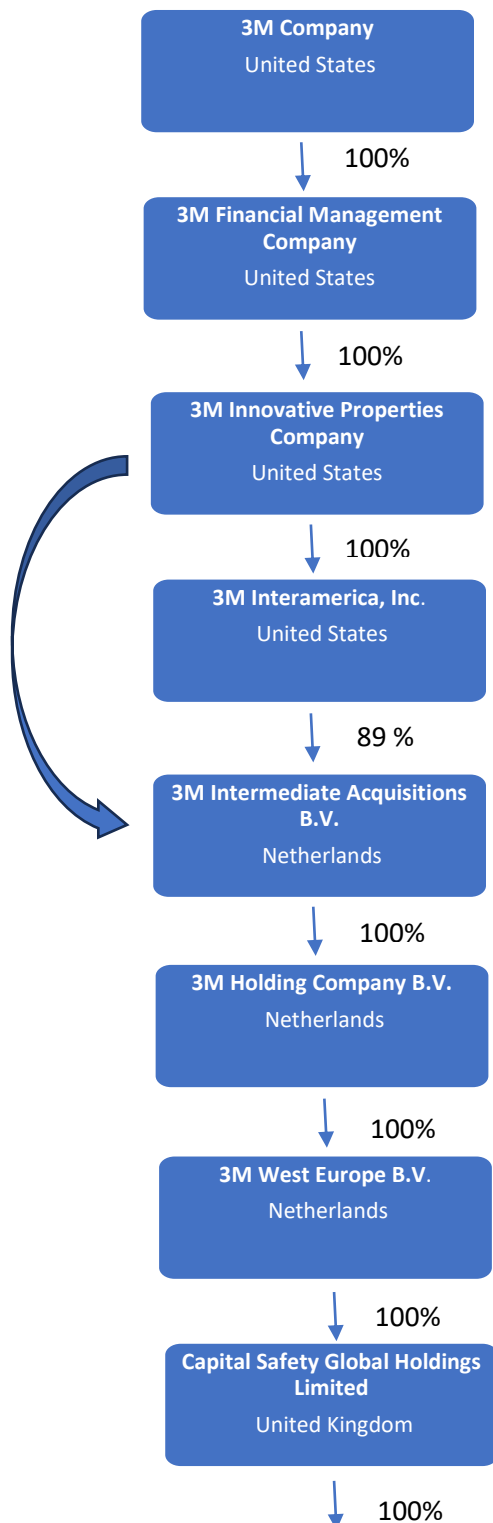 3M Company
United States
100%
3M Financial Management
Company
United States
100%
3M Innovative Properties
Company
United States
100%
3M Interamerica, Inc.
United States
89 %
3M Intermediate Acquisitions
B.V.
Netherlands
100%
3M Holding Company B.V.
Netherlands
100%
3M West Europe B.V.
Netherlands
100%
Capital Safety Global Holdings
Limited
United Kingdom
100%